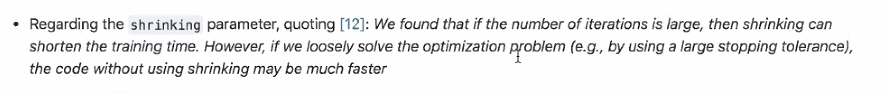 • Regarding the shrinking parameter, quoting [12]: We found that if the number of iterations is large, then shrinking can
shorten the training time. However, if we loosely solve the optimization problem (e.g., by using a large stopping tolerance),
the code without using shrinking may be much faster